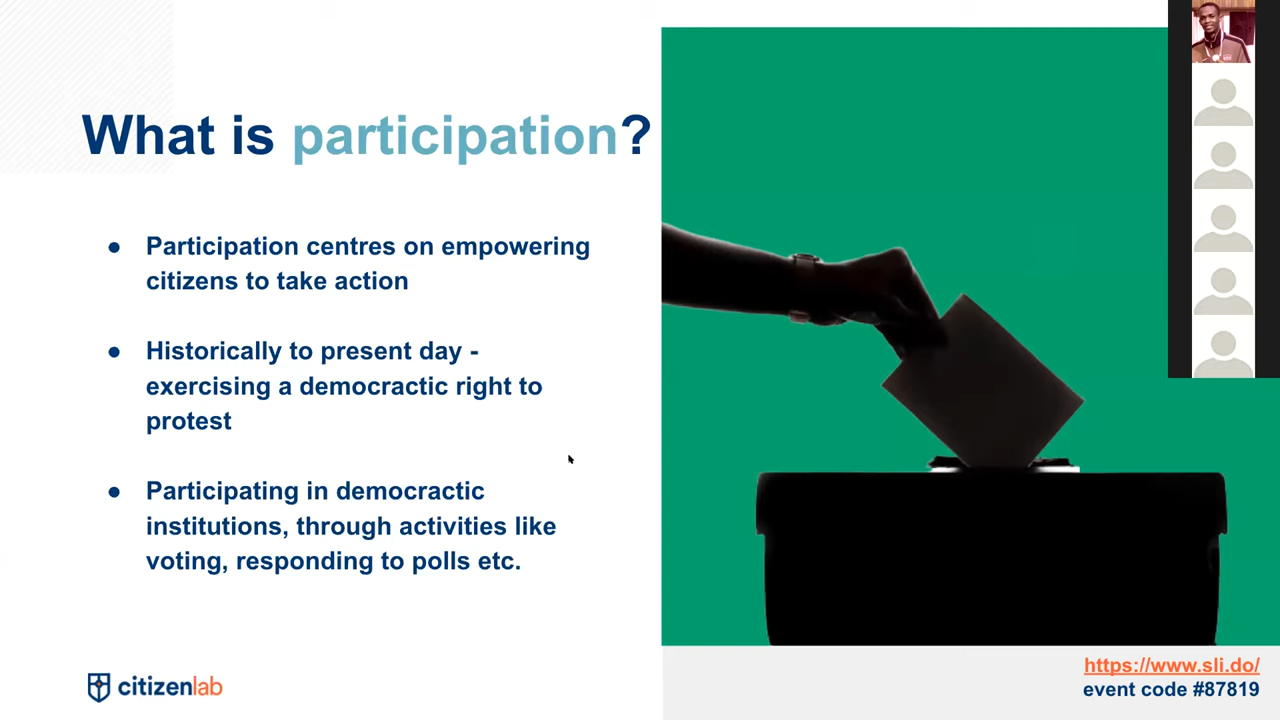 What is participation?
● Participation centres on empowering
citizens to take action
● Historically to present day -
exercising a democractic right to
protest
● Participating in democractic
institutions, through activities like
voting, responding to polls etc.
citizenlab
https://www.sli.do/
event code #87819